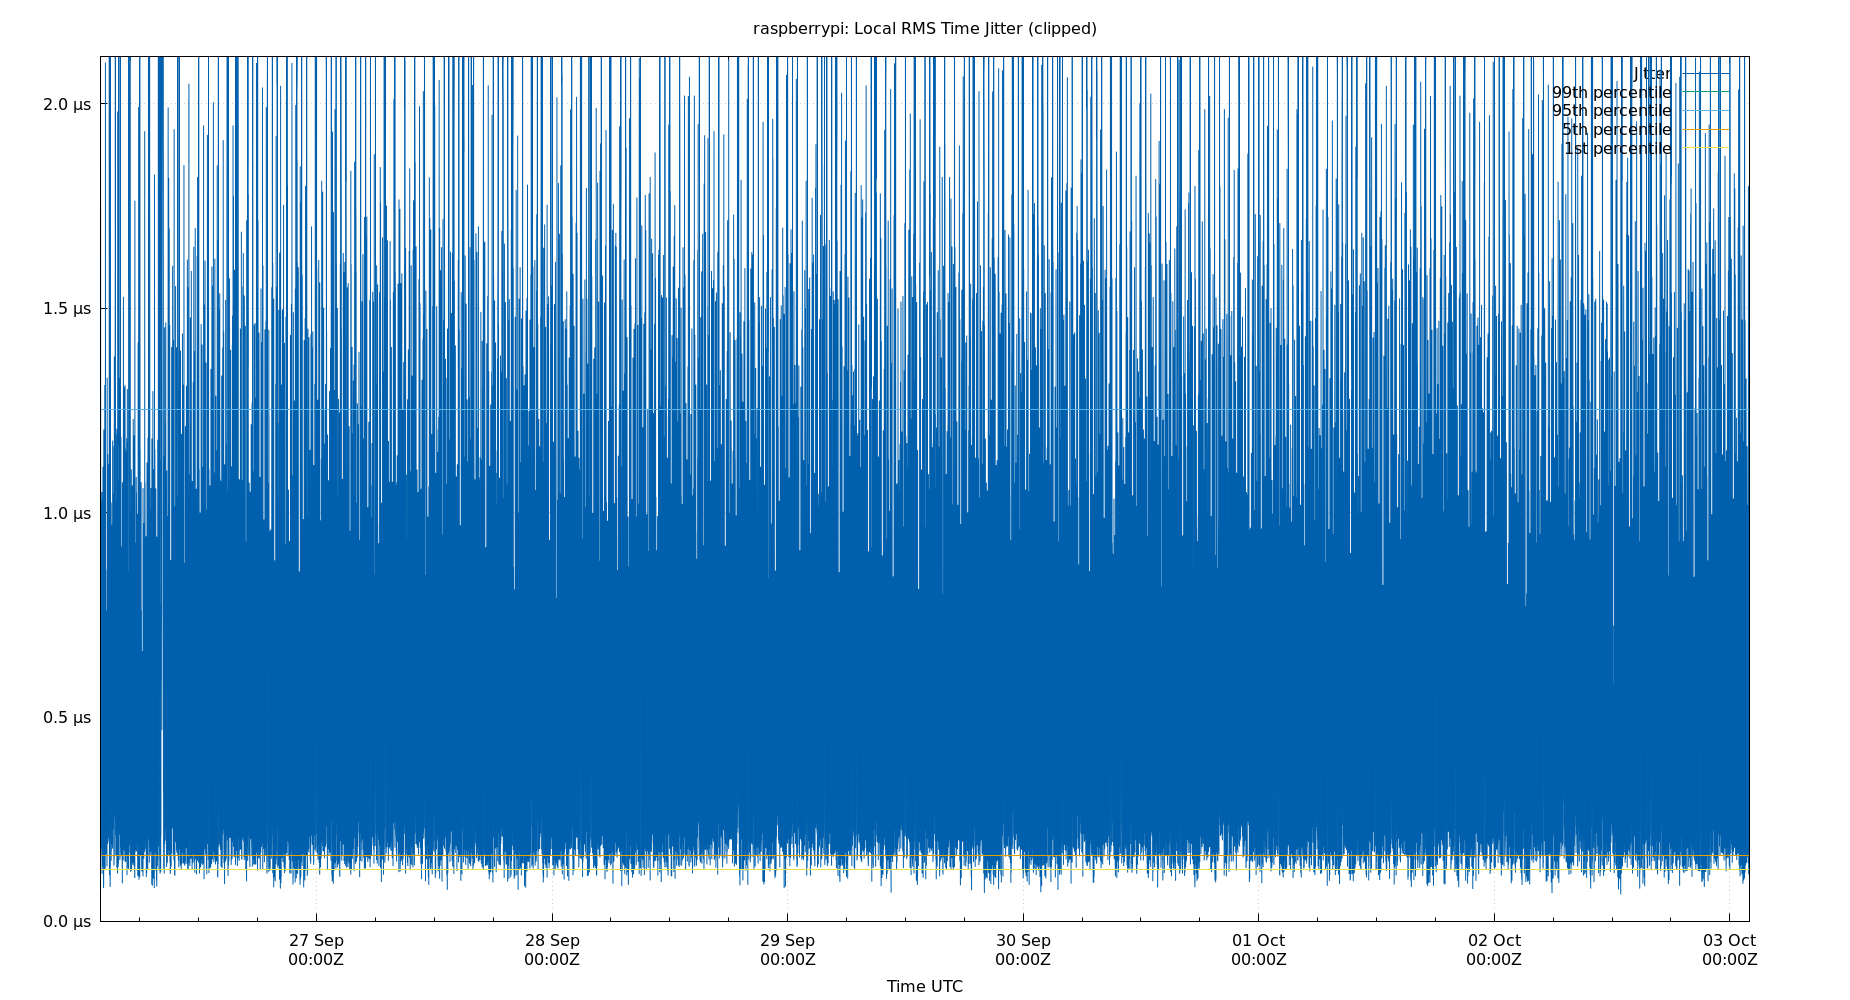 raspberrypi: Local RMS Time Jitter (clipped)
Jitter
99th percentile
95th percentile
5th percentile
1st percentile
2.0 μs
1.5 μs
1.0 μs
0.5 μs
0.0 μs
27 Sep 28 Sep 29 Sep 30 Sep 01 Oct 02 Oct 03 Oct
00:00Z 00:00Z 00:00Z 00:00Z 00:00Z 00:00Z 00:00Z
Time UTC